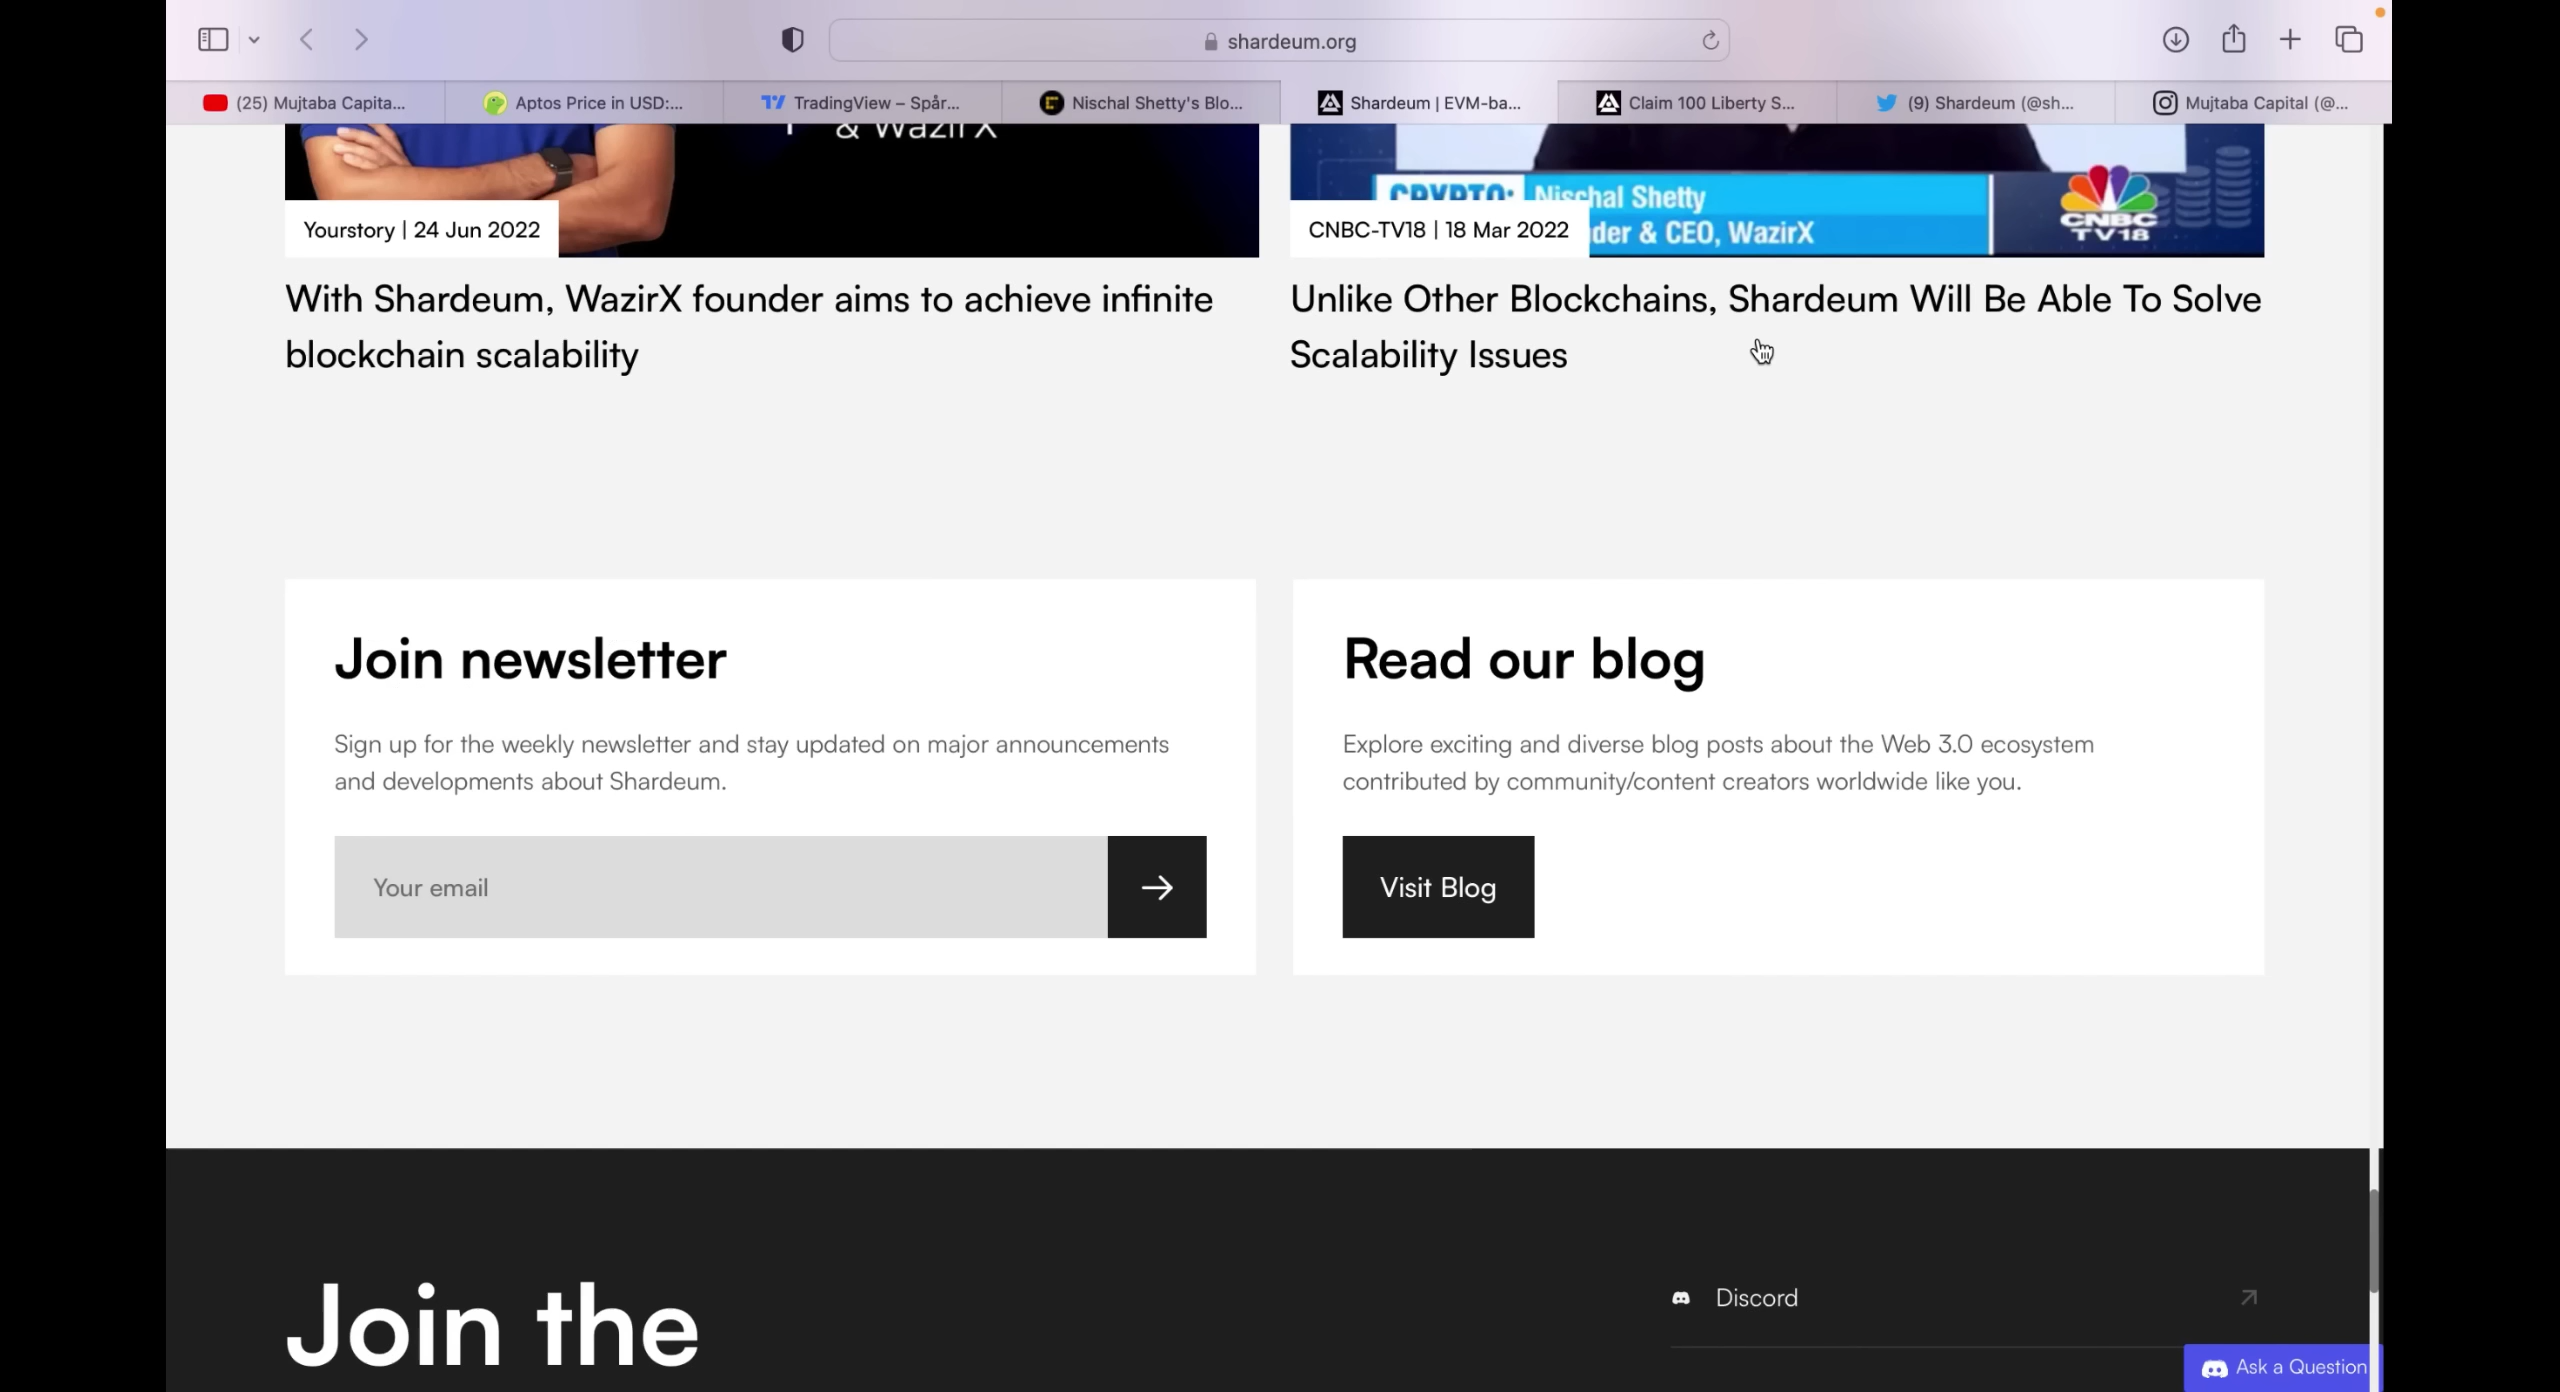 shardeum.org
(25) Mujtaba Capita...
Aptos Price in USD:...
TradingView – Spår...
Nischal Shetty's Blo...
Shardeum | EVM-ba...
Claim 100 Liberty S...
(9) Shardeum (@sh...
Mujtaba Capital (@...
& WazirX
Yourstory | 24 Jun 2022
With Shardeum, WazirX founder aims to achieve infinite
blockchain scalability
CRYPTO: Nischal Shetty
der & CEO, WazirX
CNBC
TV18
CNBC-TV18 | 18 Mar 2022
Unlike Other Blockchains, Shardeum Will Be Able To Solve
Scalability Issues
Join newsletter
Sign up for the weekly newsletter and stay updated on major announcements
and developments about Shardeum.
Your email
Read our blog
Explore exciting and diverse blog posts about the Web 3.0 ecosystem
contributed by community/content creators worldwide like you.
Visit Blog
Join the
Discord
Ask a Question